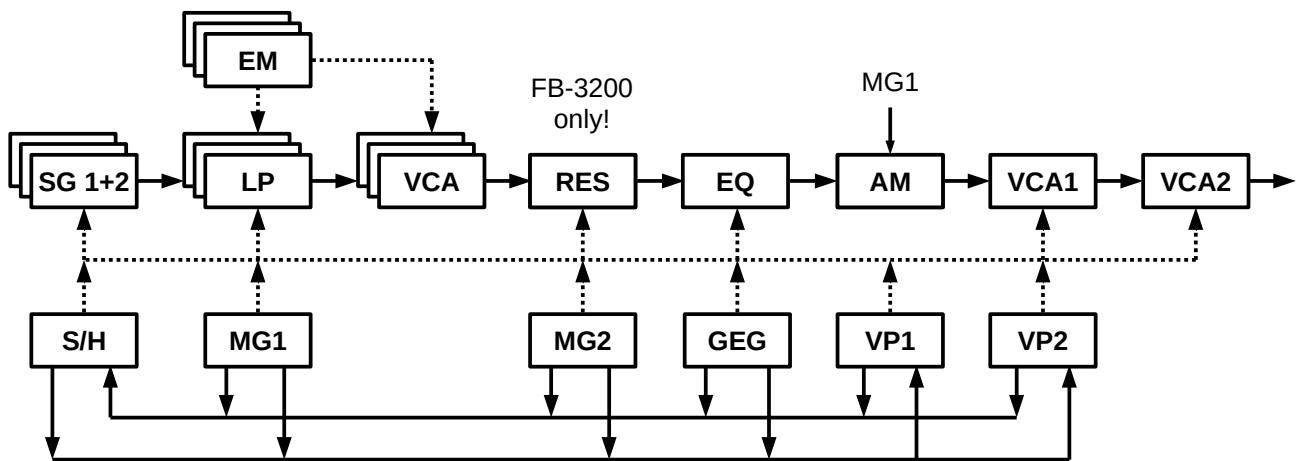 EM
FB-3200
only!
MG1
SG 1+2
LP
VCA
RES
EQ
AM
VCA1
VCA2
S/H
MG1
MG2
GEG
VP1
VP2